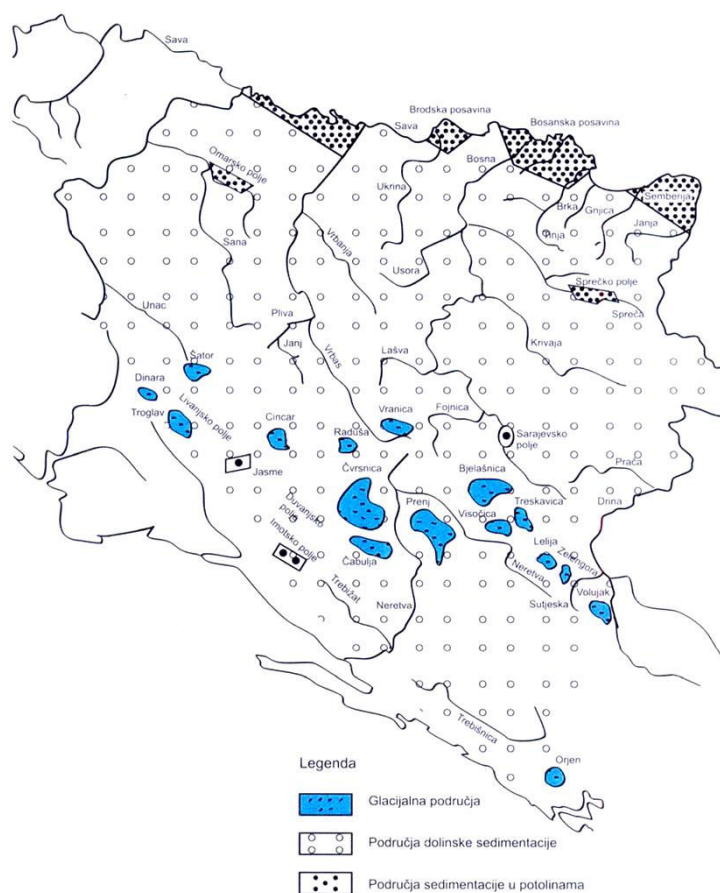 Sava
Brodska posavina
Sava
Bosanska posavina
Bosna
Omarsko polje
Ukrina
Brka
Gnjica
Semberija
Tinja
Janja
Sana
Vrbanja
Usora
Sprečko polje
Spreča
Unac
Pliva
Janj
Vrbas
Lašva
Krivaja
Šator
Dinara
Troglav
Livanjsko polje
Cincar
Raduša
Vranica
Fojnica
Sarajevsko
polje
Jasme
Čvrsnica
Bjelašnica
Prača
Drina
Duvanjsko
polje
Prenj
Visočica
Treskavica
Imotsko polje
Čabulja
Lelija
Zelengora
Neretva
Trebižat
Neretva
Sutjeska
Volujak
Trebišnica
Orjen
Legenda
Glacijalna područja
Područja dolinske sedimentacije
Područja sedimentacije u potolinama